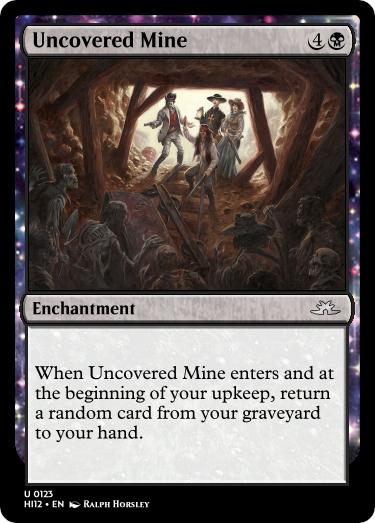 Uncovered Mine 4
Enchantment
When Uncovered Mine enters and at
the beginning of your upkeep, return
a random card from your graveyard
to your hand.
U 0123
HI12 • EN Ralph Horsley